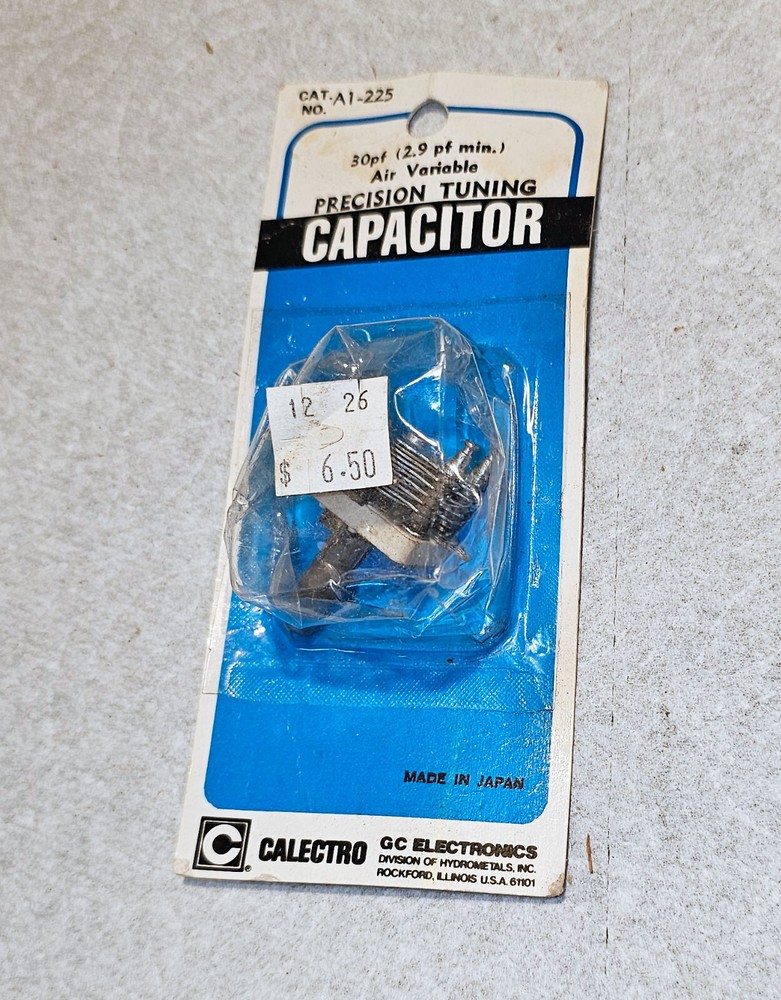 CAT. A1-225
NO.
30pf (2.9 pf min.)
Air Variable
PRECISION TUNING
CAPACITOR
12 26
$ 6.50
MADE IN JAPAN
C
CALECTRO
GC ELECTRONICS
DIVISION OF HYDROMETALS, INC.
ROCKFORD, ILLINOIS U.S.A. 61101